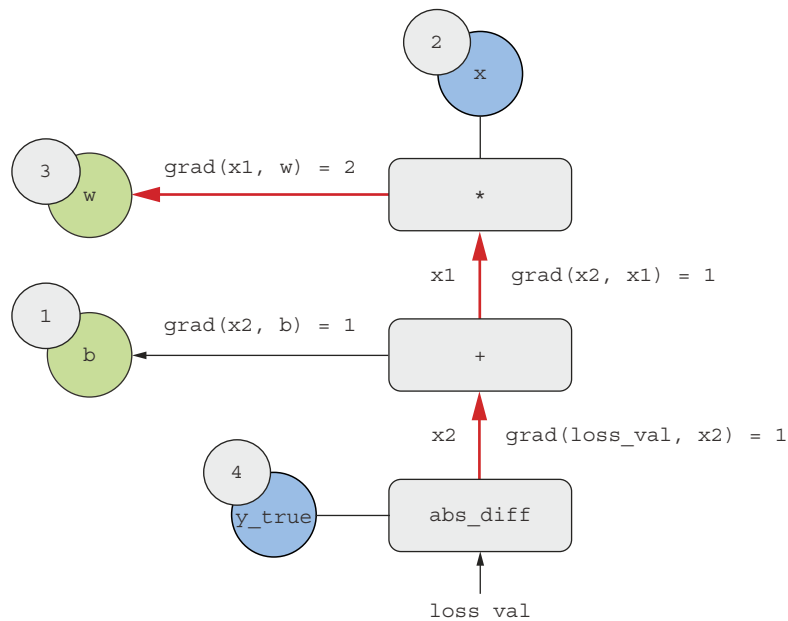 2
x
3
w
grad(x1, w) = 2
*
x1
grad(x2, x1) = 1
1
b
grad(x2, b) = 1
+
x2
grad(loss_val, x2) = 1
4
y_true
abs_diff
loss val